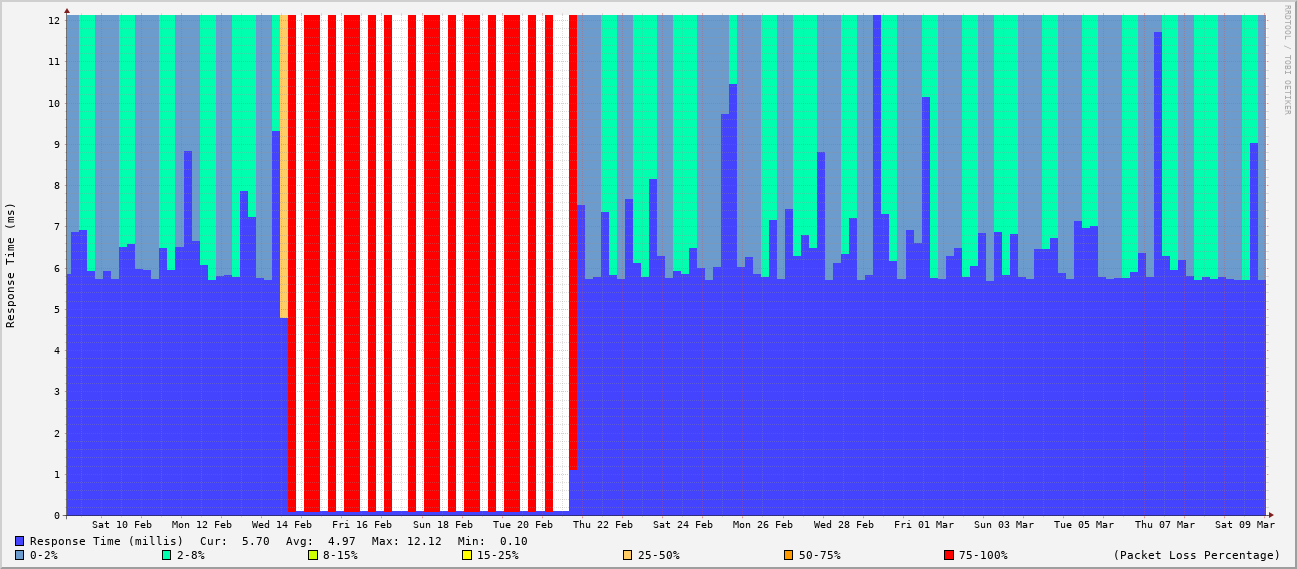 RRDTOOL / TOBI OETIKER
Response Time (ms)
12
11
10
9
8
7
6
5
4
3
2
1
0
Sat 10 Feb Mon 12 Feb Wed 14 Feb Fri 16 Feb Sun 18 Feb Tue 20 Feb Thu 22 Feb Sat 24 Feb Mon 26 Feb Wed 28 Feb Fri 01 Mar Sun 03 Mar Tue 05 Mar Thu 07 Mar Sat 09 Mar
Response Time (millis) Cur: 5.70 Avg: 4.97 Max: 12.12 Min: 0.10
0-2% 2-8% 8-15% 15-25% 25-50% 50-75% 75-100% (Packet Loss Percentage)